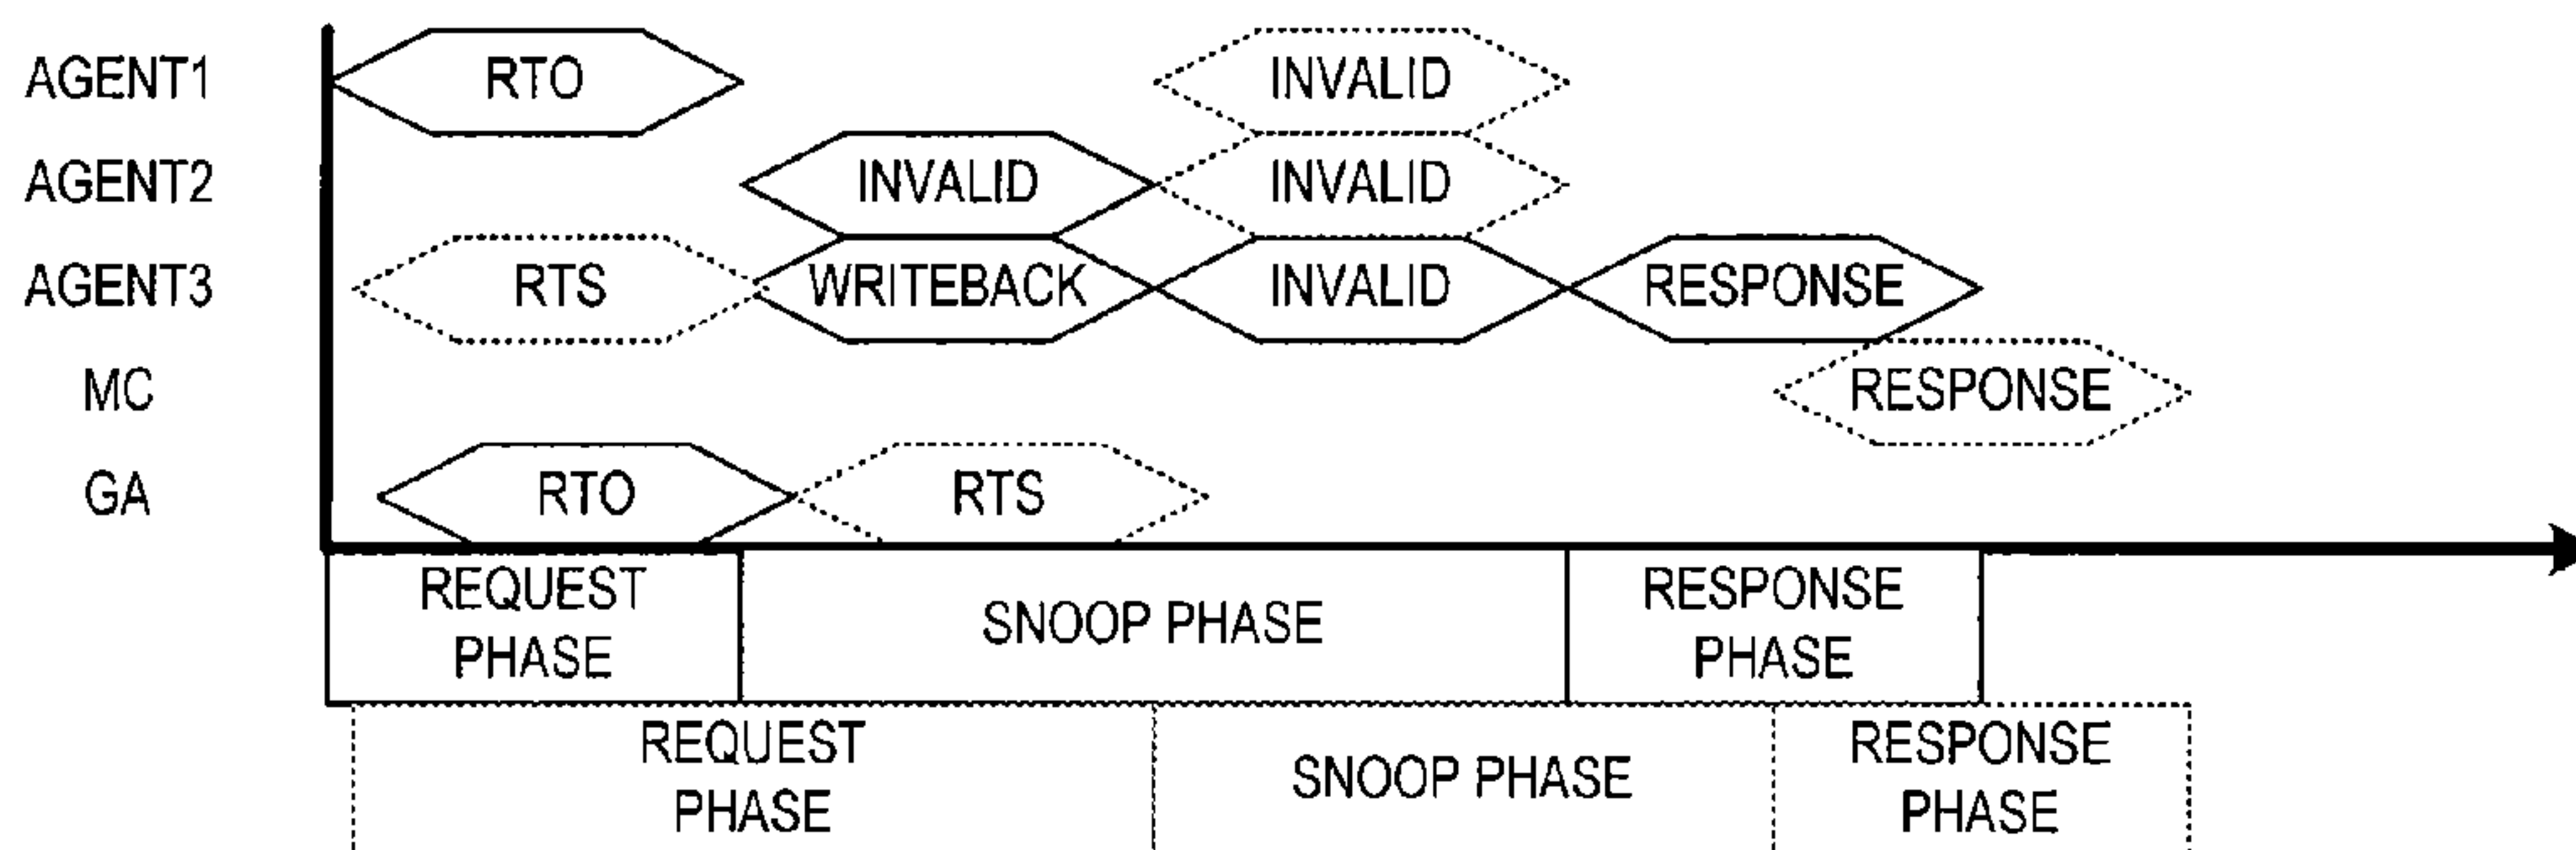 AGENT1 RTO INVALID
AGENT2 INVALID INVALID
AGENT3 RTS WRITEBACK INVALID RESPONSE
MC RESPONSE
GA RTO RTS
REQUEST
PHASE
SNOOP PHASE
RESPONSE
PHASE
REQUEST
PHASE
SNOOP PHASE
RESPONSE
PHASE